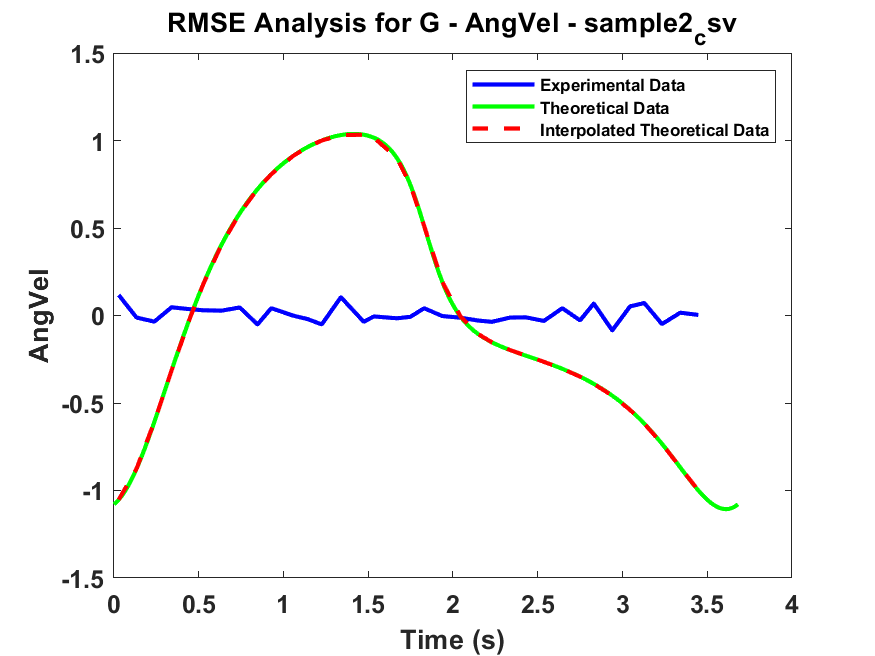 RMSE Analysis for G - AngVel - sample2_csv
1.5
1
0.5
0
-0.5
-1
-1.5
AngVel
Experimental Data
Theoretical Data
Interpolated Theoretical Data
0 0.5 1 1.5 2 2.5 3 3.5 4
Time (s)